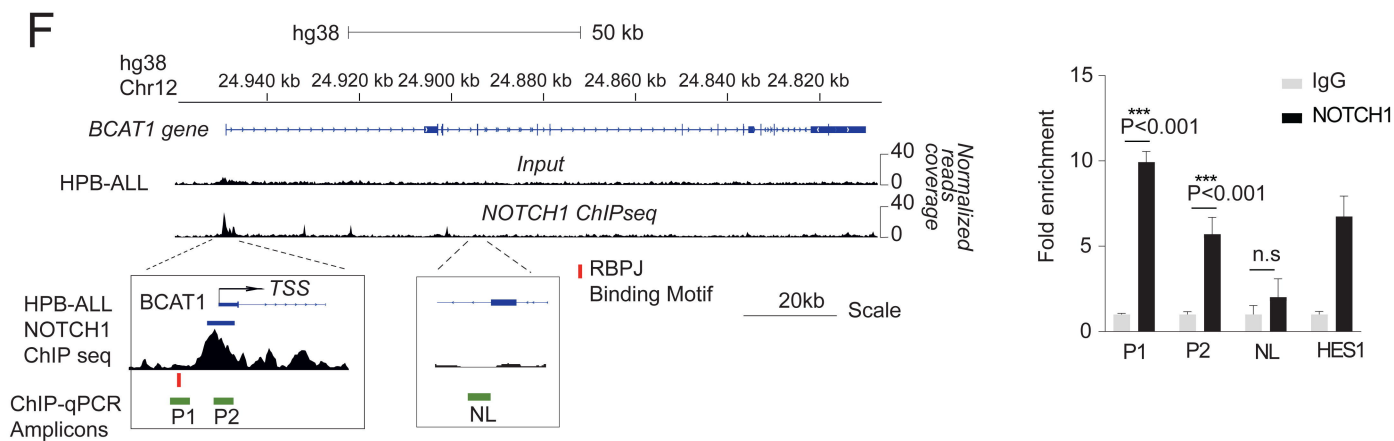 F
hg38 50 kb
hg38
Chr12
24.940 kb 24.920 kb 24.900 kb 24.880 kb 24.860 kb 24.840 kb 24.820 kb
BCAT1 gene
Input
HPB-ALL
40
0
NOTCH1 ChIPseq
40
0
Normalized
reads
coverage
HPB-ALL
NOTCH1
ChIP seq
BCAT1 TSS
ChIP-qPCR
Amplicons
P1 P2
NL
RBPJ
Binding Motif
20kb Scale
Fold enrichment
15
10
5
0
IgG
NOTCH1
***
P<0.001
***
P<0.001
n.s
P1 P2 NL HES1